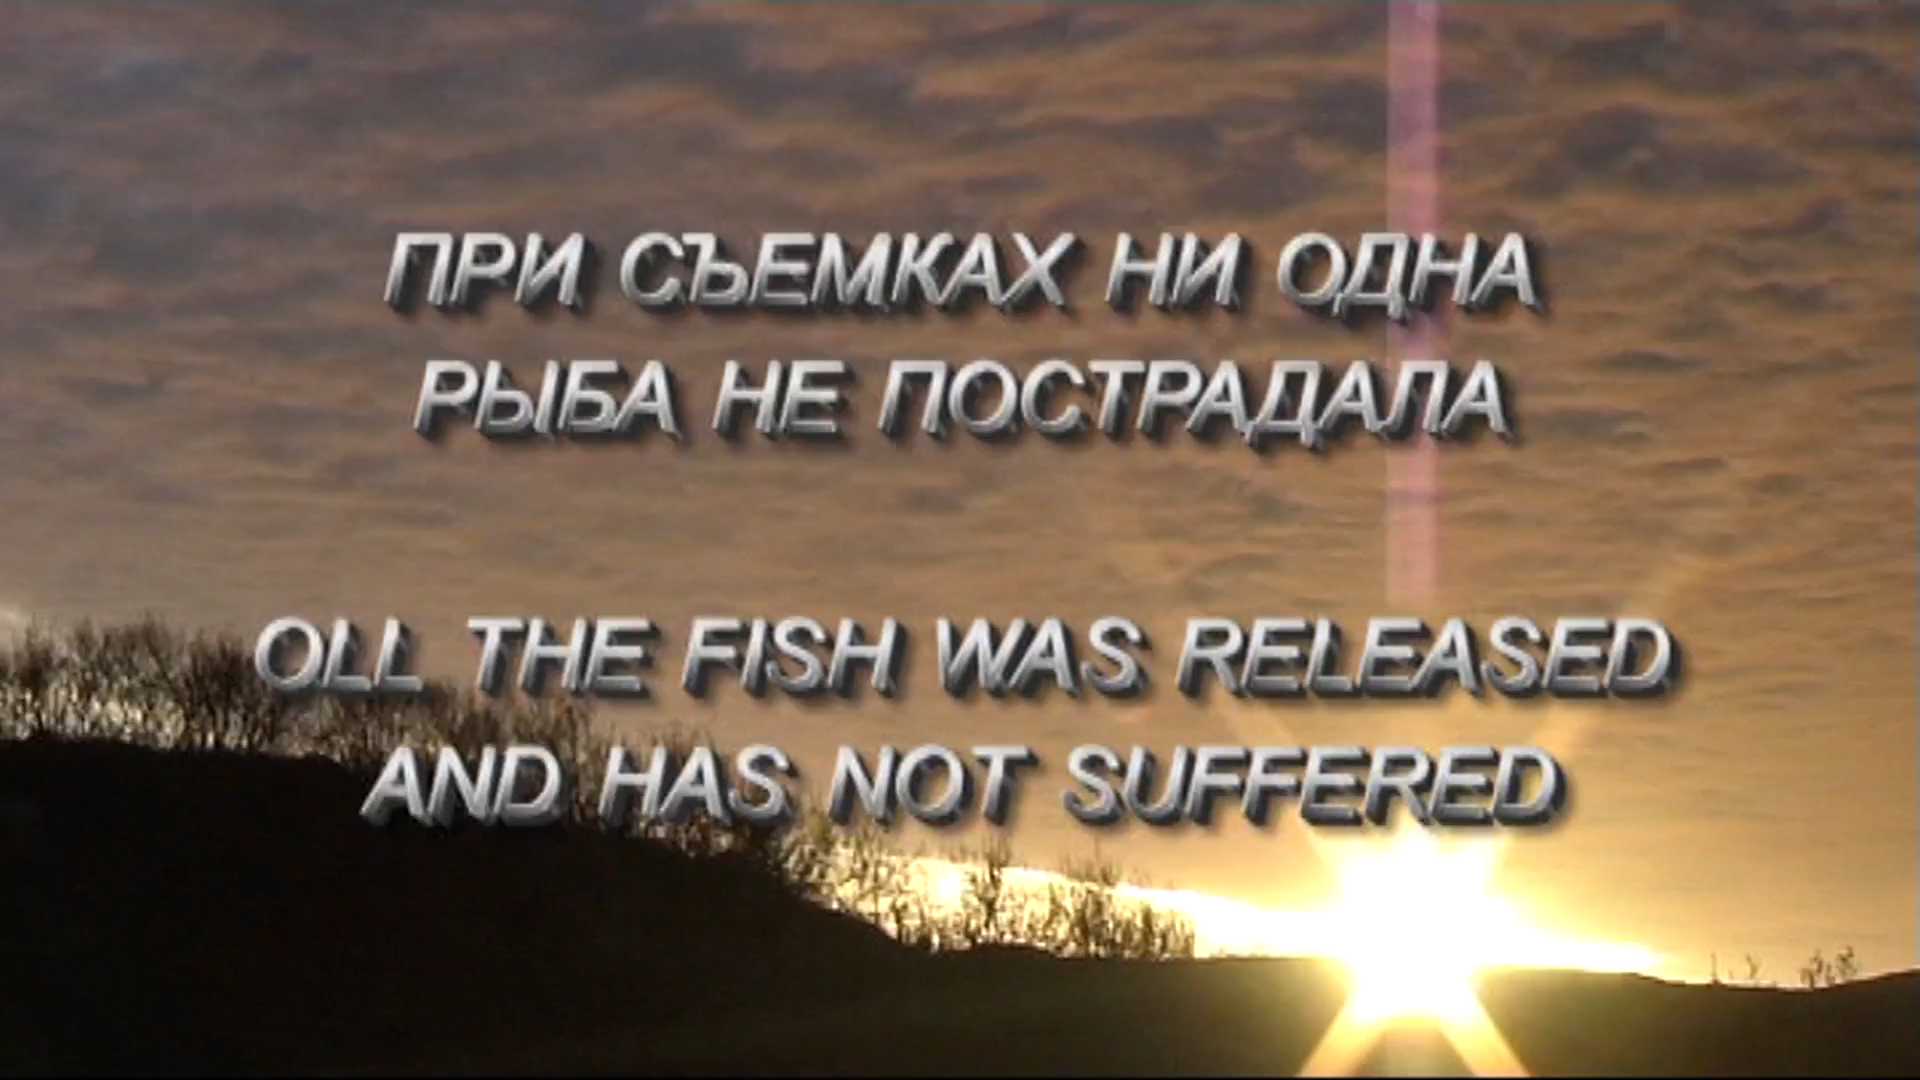 ПРИ СЪЕМКАХ НИ ОДНА
РЫБА НЕ ПОСТРАДАЛА
OLL THE FISH WAS RELEASED
AND HAS NOT SUFFERED